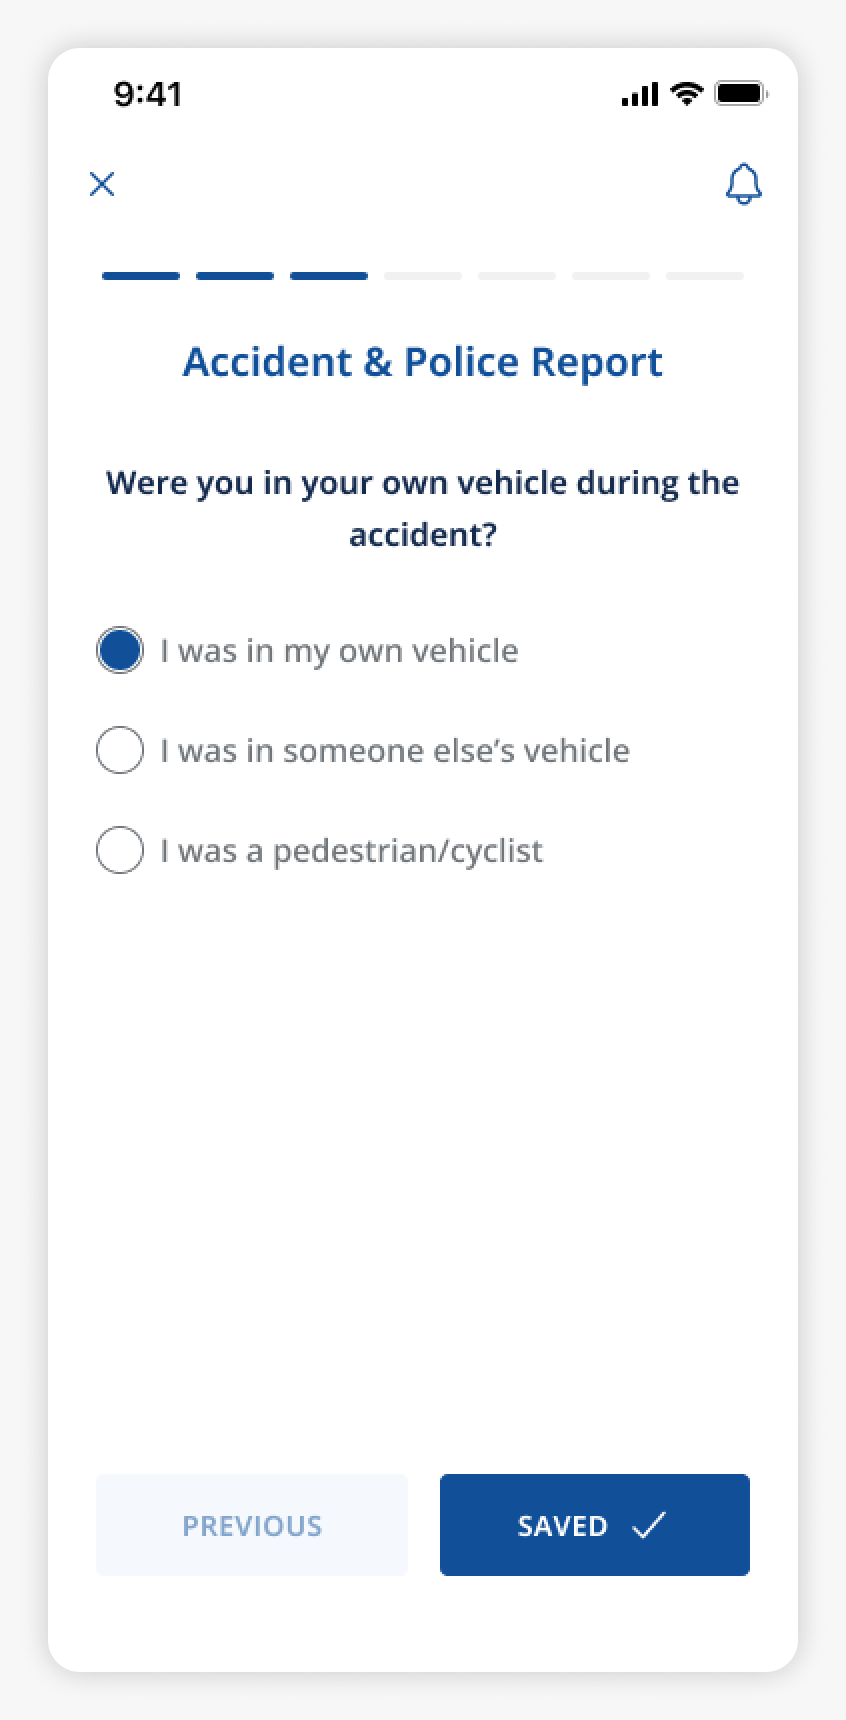 9:41
Accident & Police Report
Were you in your own vehicle during the
accident?
I was in my own vehicle
I was in someone else’s vehicle
I was a pedestrian/cyclist
PREVIOUS
SAVED